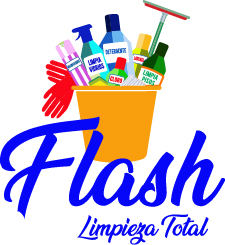 DETERGENTE
LIMPIA
VIDRIOS
CLORO
LIMPIA
PISOS
Flash
Limpieza Total